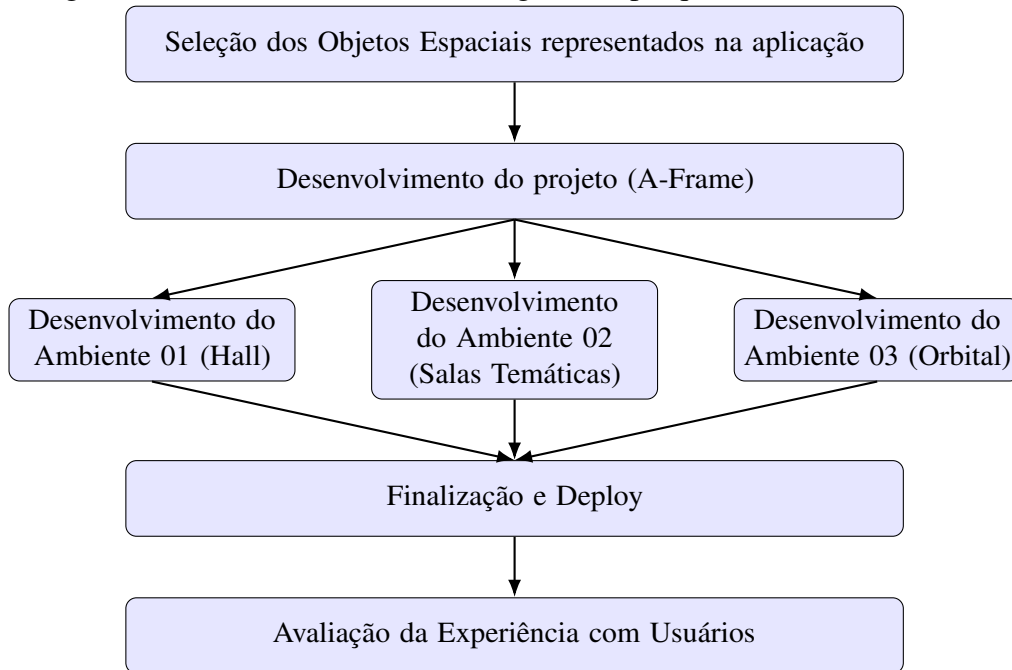 Seleção dos Objetos Espaciais representados na aplicação
Desenvolvimento do projeto (A-Frame)
Desenvolvimento do
Ambiente 01 (Hall)
Desenvolvimento
do Ambiente 02
(Salas Temáticas)
Desenvolvimento do
Ambiente 03 (Orbital)
Finalização e Deploy
Avaliação da Experiência com Usuários